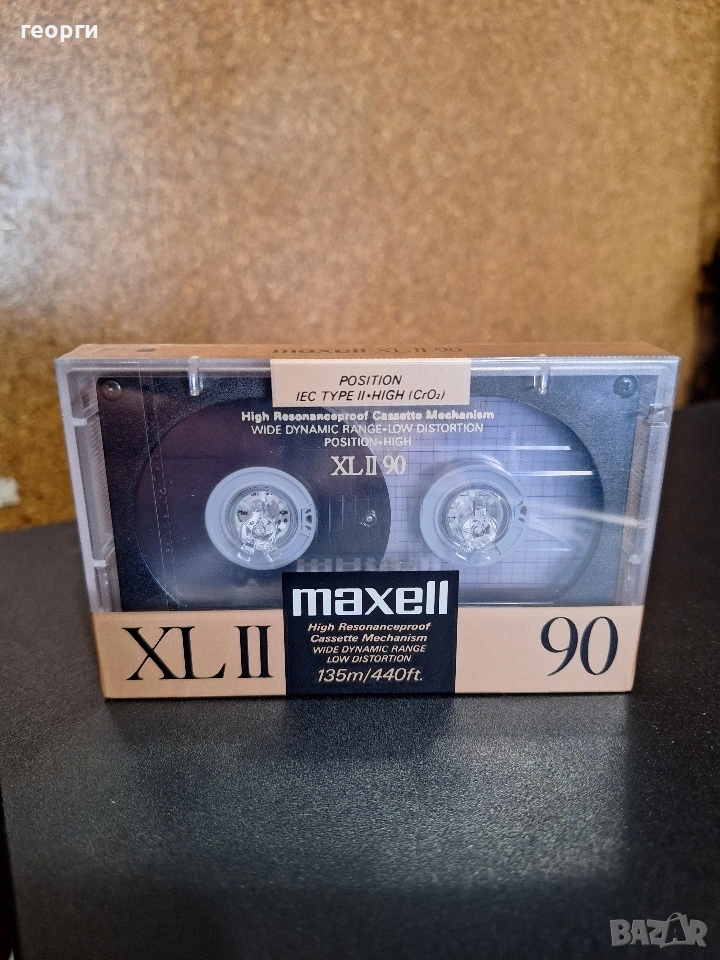 георги
maxell XL II 90
POSITION
IEC TYPE II•HIGH (CrO₂)
High Resonanceproof Cassette Mechanism
WIDE DYNAMIC RANGE•LOW DISTORTION
POSITION•HIGH
XL II 90
maxell
High Resonanceproof
Cassette Mechanism
WIDE DYNAMIC RANGE
LOW DISTORTION
135m/440ft.
XL II
90
BAZAR